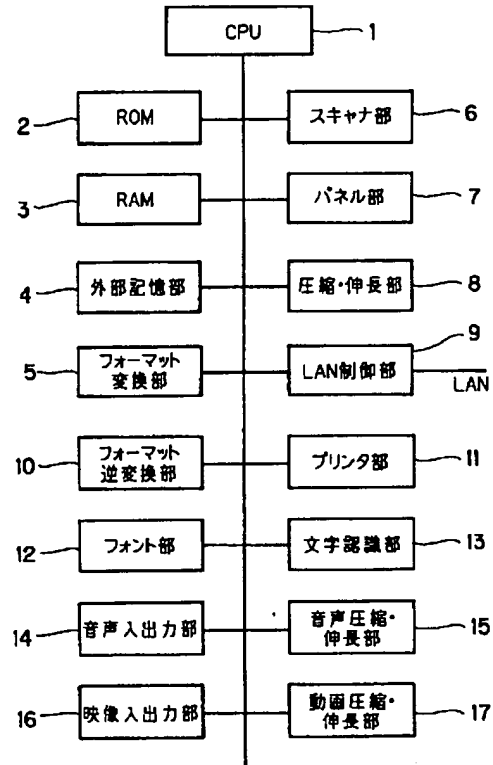 CPU
1
2
ROM
スキャナ部
6
3
RAM
パネル部
7
4
外部記憶部
圧縮・伸長部
8
5
フォーマット
変換部
LAN制御部
9
LAN
10
フォーマット
逆変換部
プリンタ部
11
12
フォント部
文字認識部
13
14
音声入出力部
音声圧縮・
伸長部
15
16
映像入出力部
動画圧縮・
伸長部
17